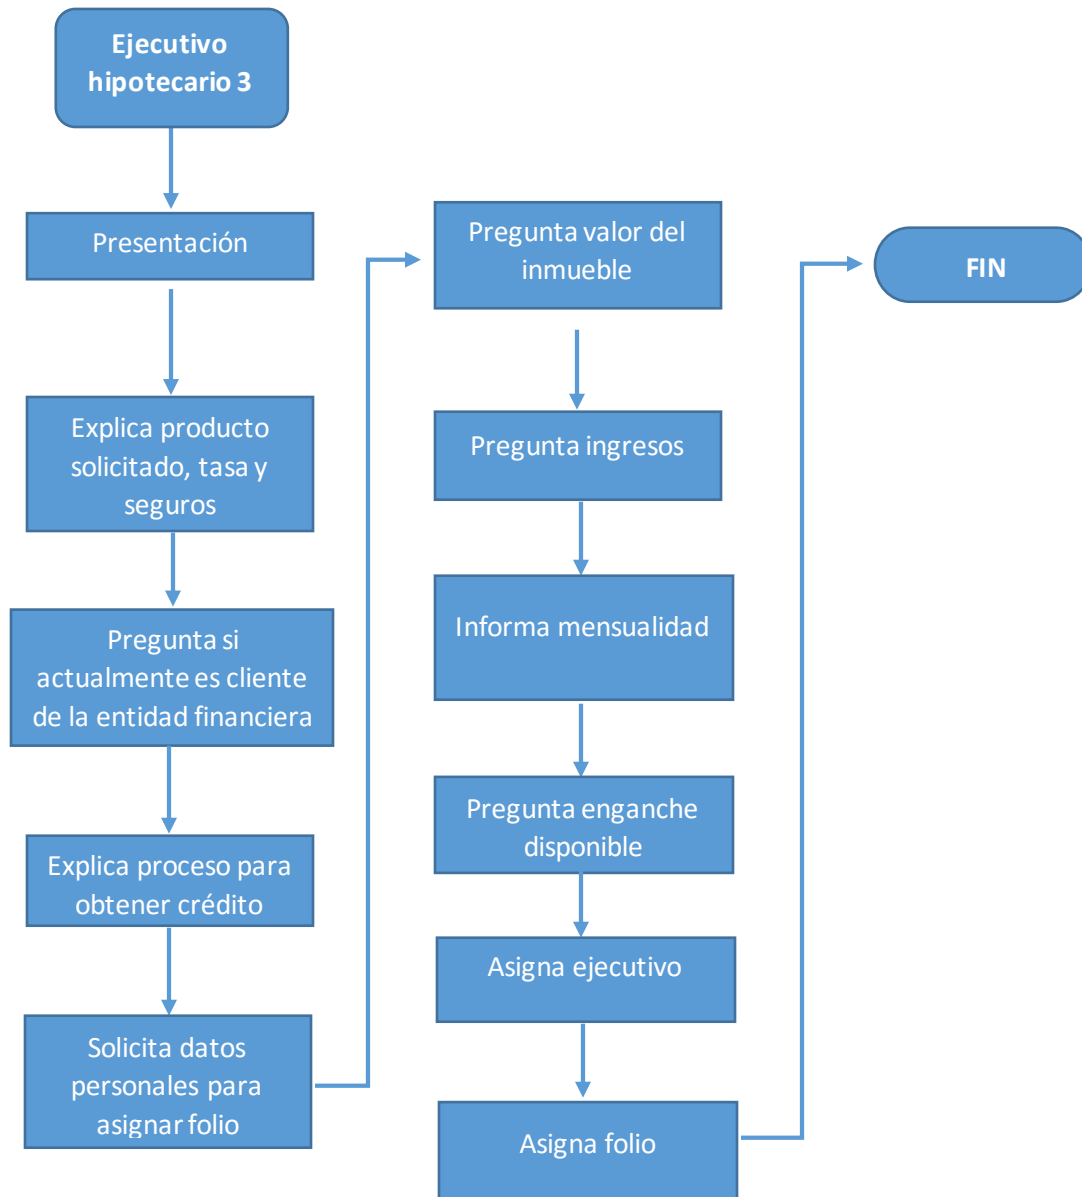 Ejecutivo
hipotecario 3
Presentación
Explica producto
solicitado, tasa y
seguros
Pregunta si
actualmente es cliente
de la entidad financiera
Explica proceso para
obtener crédito
Solicita datos
personales para
asignar folio
Pregunta valor del
inmueble
Pregunta ingresos
Informa mensualidad
Pregunta enganche
disponible
Asigna ejecutivo
Asigna folio
FIN